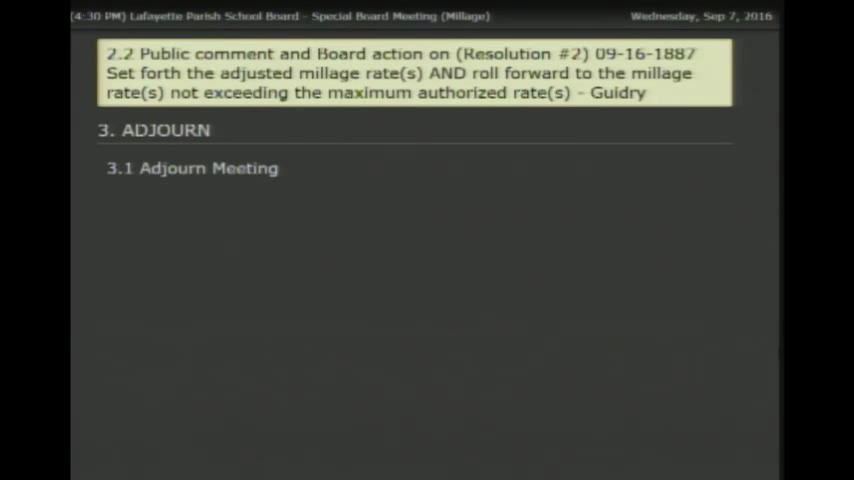 (4:30 PM) Lafayette Parish School Board - Special Board Meeting (Millage)
Wednesday, Sep 7, 2016
2.2 Public comment and Board action on (Resolution #2) 09-16-1887
Set forth the adjusted millage rate(s) AND roll forward to the millage
rate(s) not exceeding the maximum authorized rate(s) - Guidry
3. ADJOURN
3.1 Adjourn Meeting